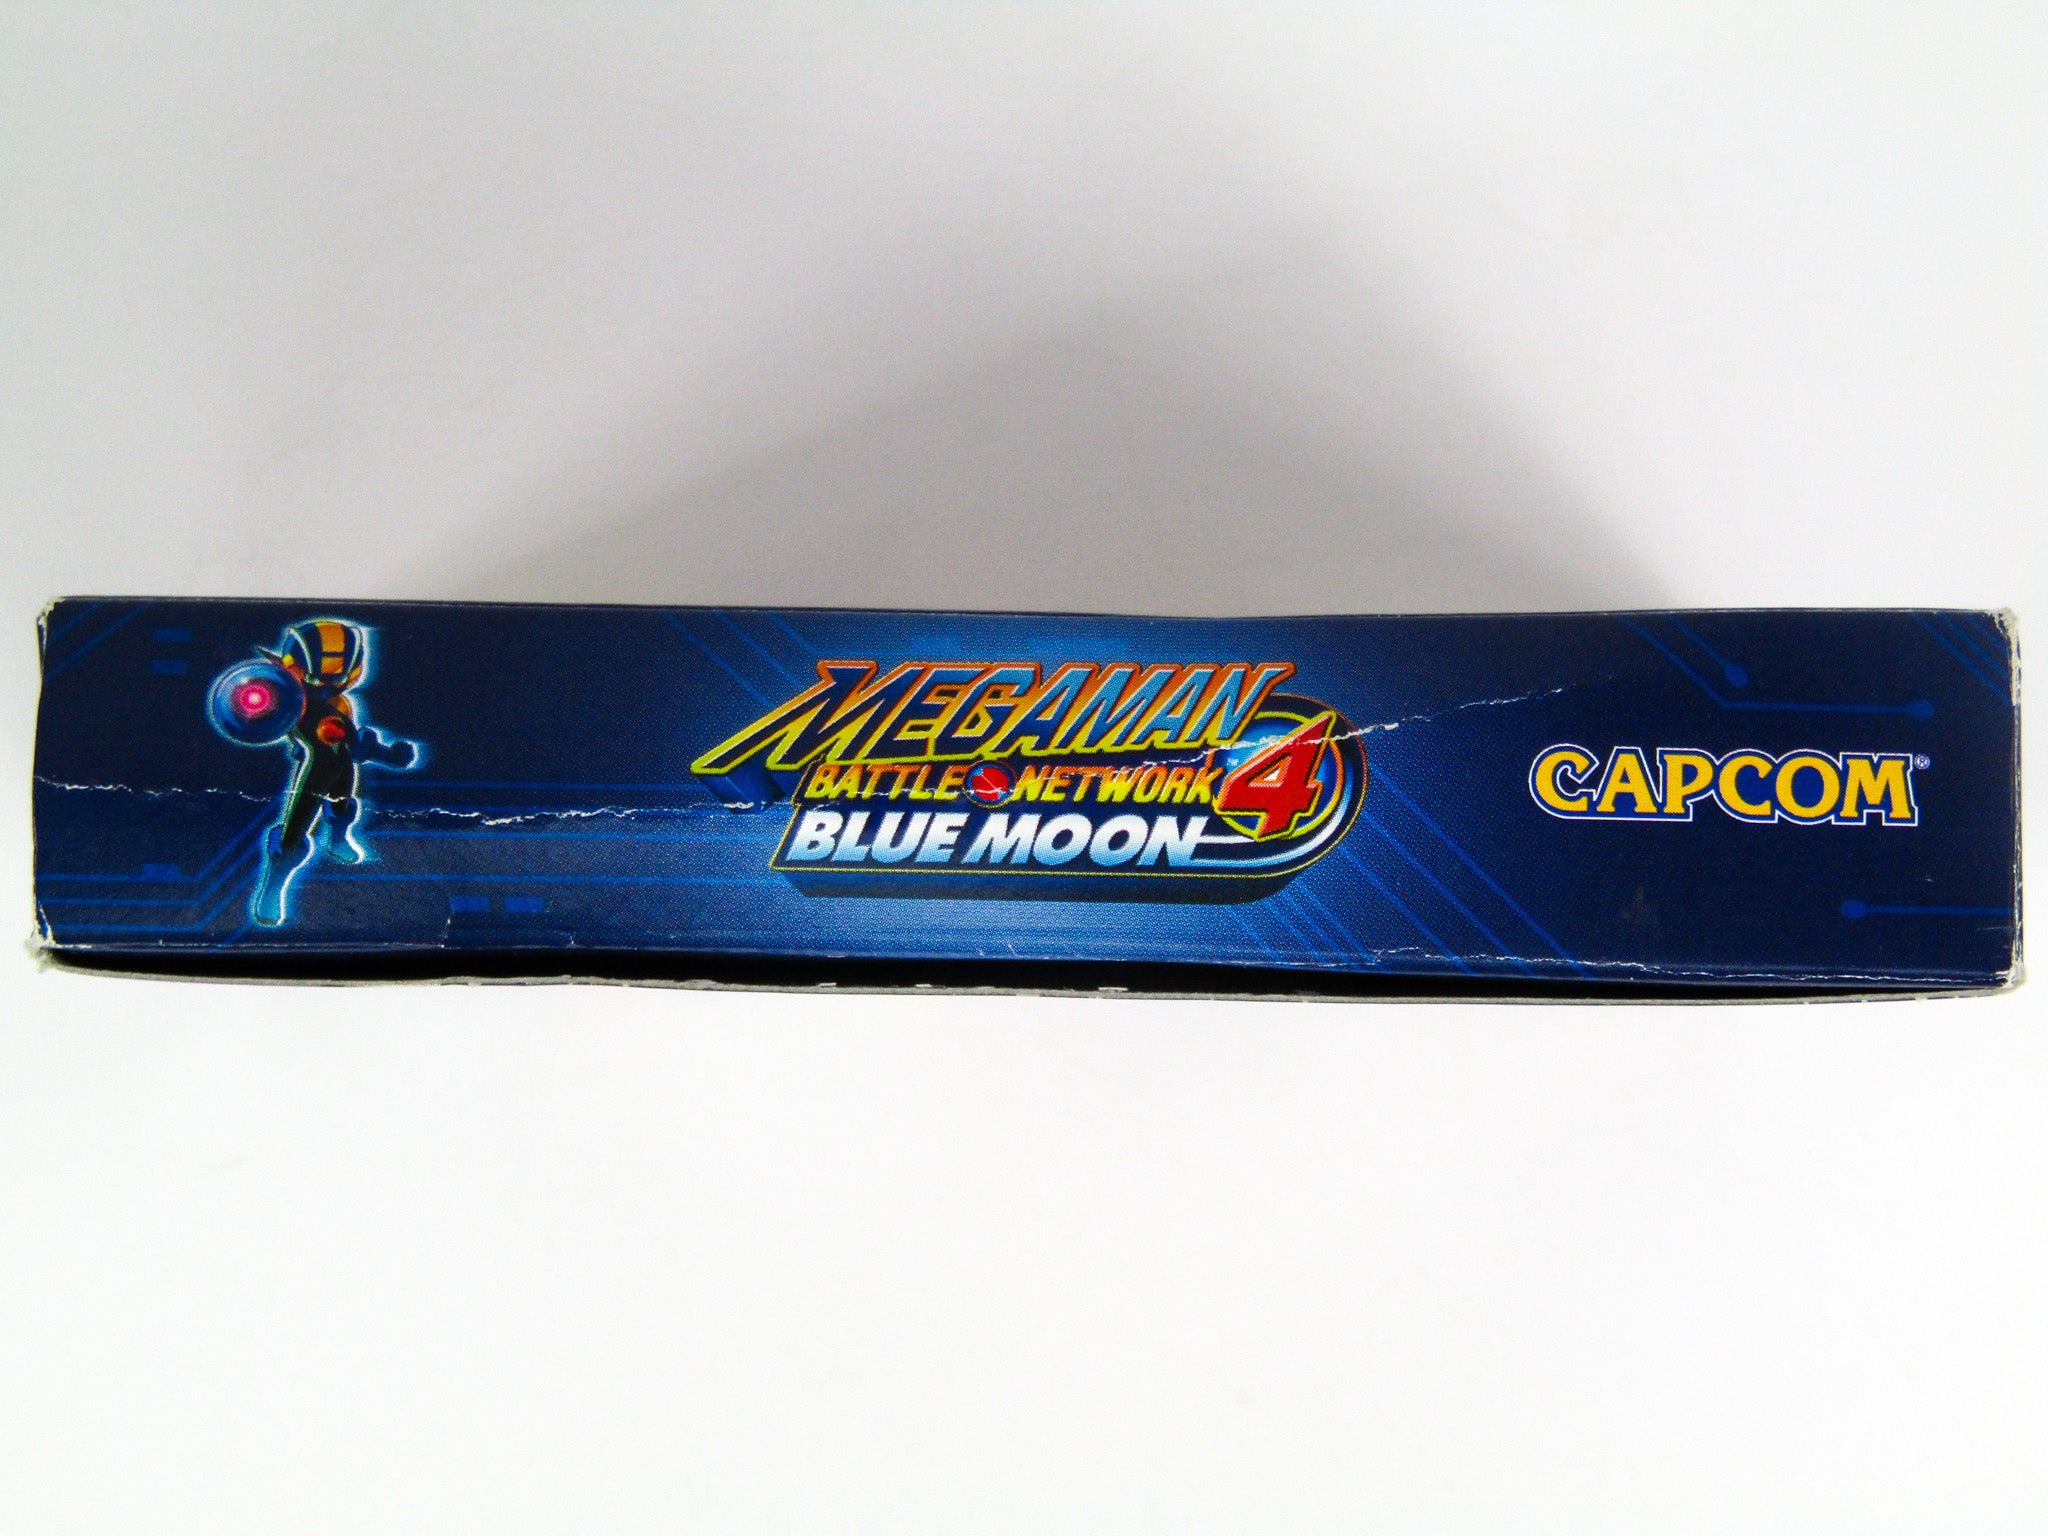 MEGAMAN
BATTLE NETWORK 4
BLUE MOON
CAPCOM®